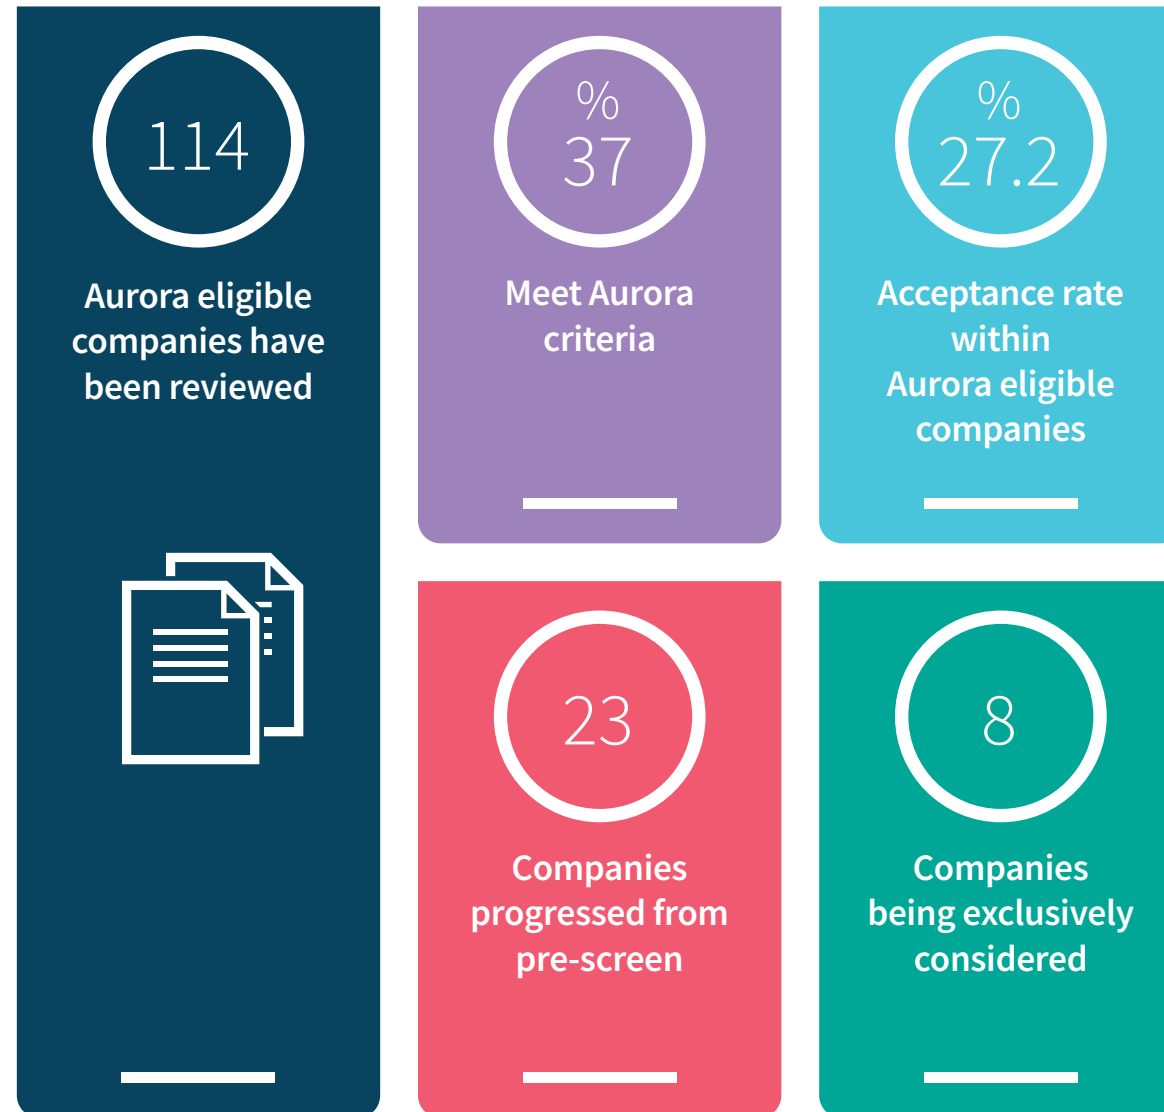 114
Aurora eligible
companies have
been reviewed
%
37
Meet Aurora
criteria
%
27.2
Acceptance rate
within
Aurora eligible
companies
23
Companies
progressed from
pre-screen
8
Companies
being exclusively
considered